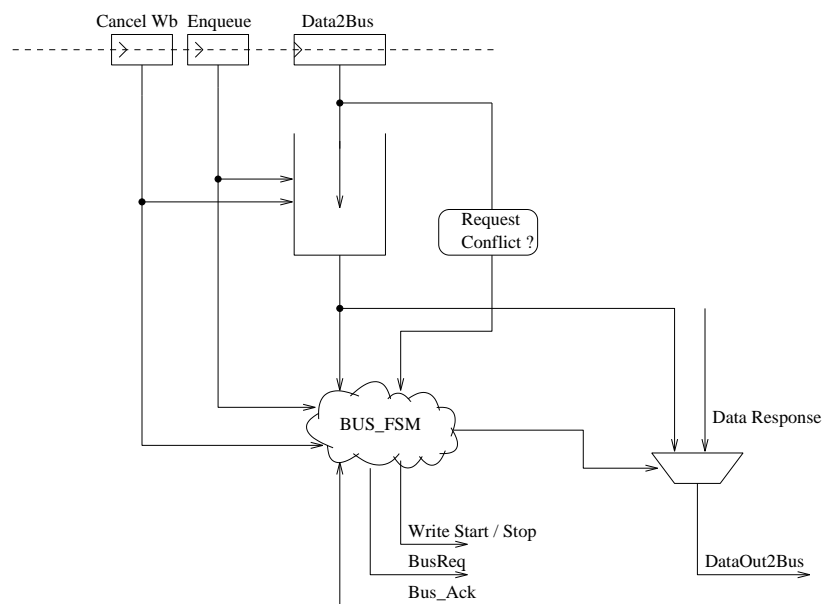 Cancel Wb
Enqueue
Data2Bus
Request
Conflict ?
BUS_FSM
Data Response
Write Start / Stop
BusReq
DataOut2Bus
Bus_Ack